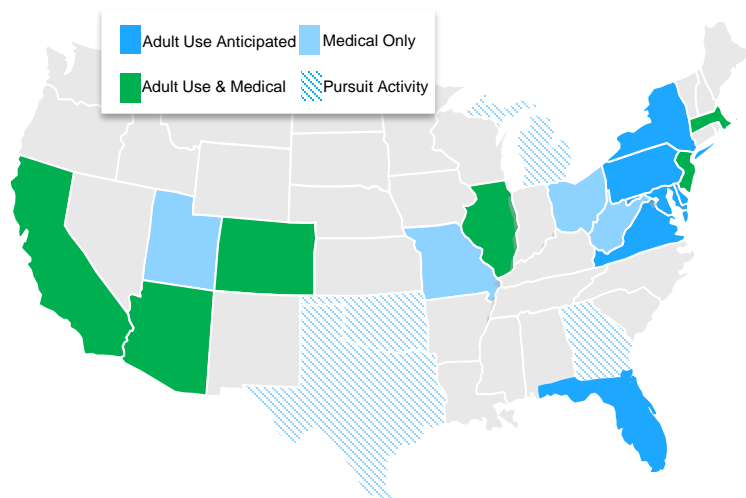 Adult Use Anticipated
Medical Only
Adult Use & Medical
Pursuit Activity